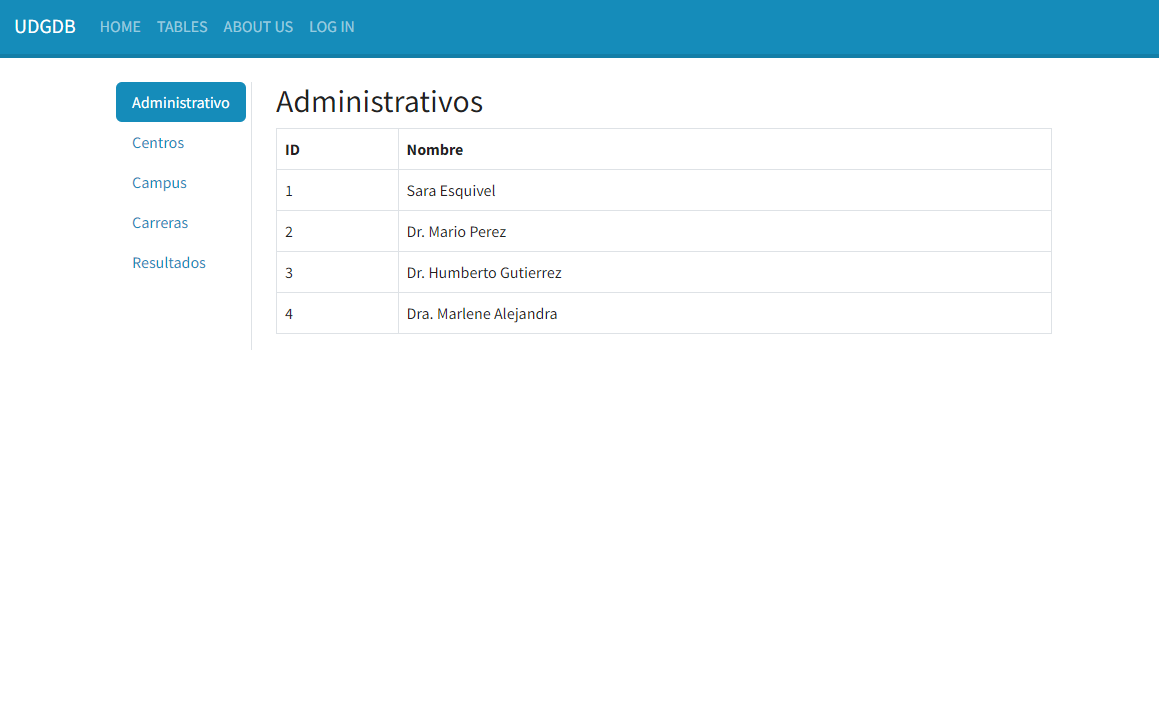 UDGDB HOME TABLES ABOUT US LOG IN
Administrativo
Centros
Campus
Carreras
Resultados
Administrativos
ID Nombre
1 Sara Esquivel
2 Dr. Mario Perez
3 Dr. Humberto Gutierrez
4 Dra. Marlene Alejandra